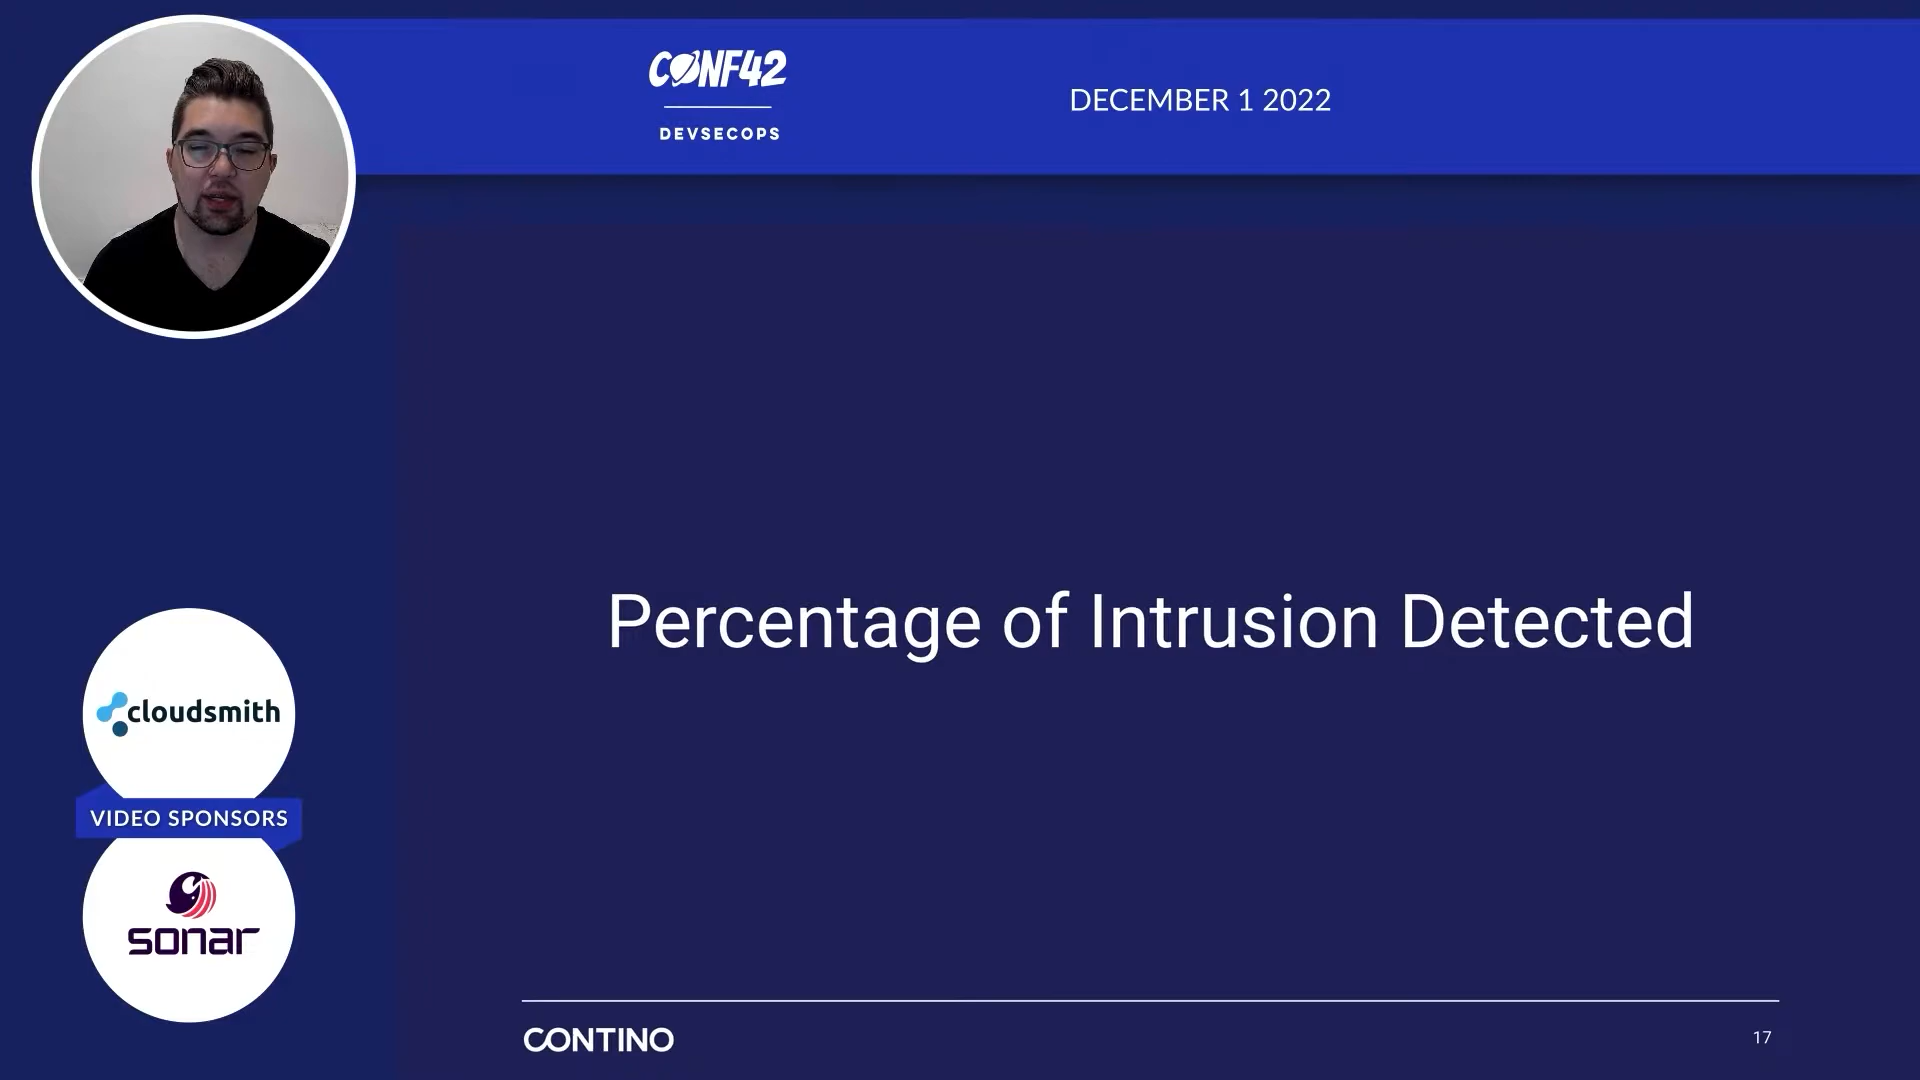 CONF42
DEVSECOPS
DECEMBER 1 2022
Percentage of Intrusion Detected
cloudsmith
VIDEO SPONSORS
sonar
CONTINO
17